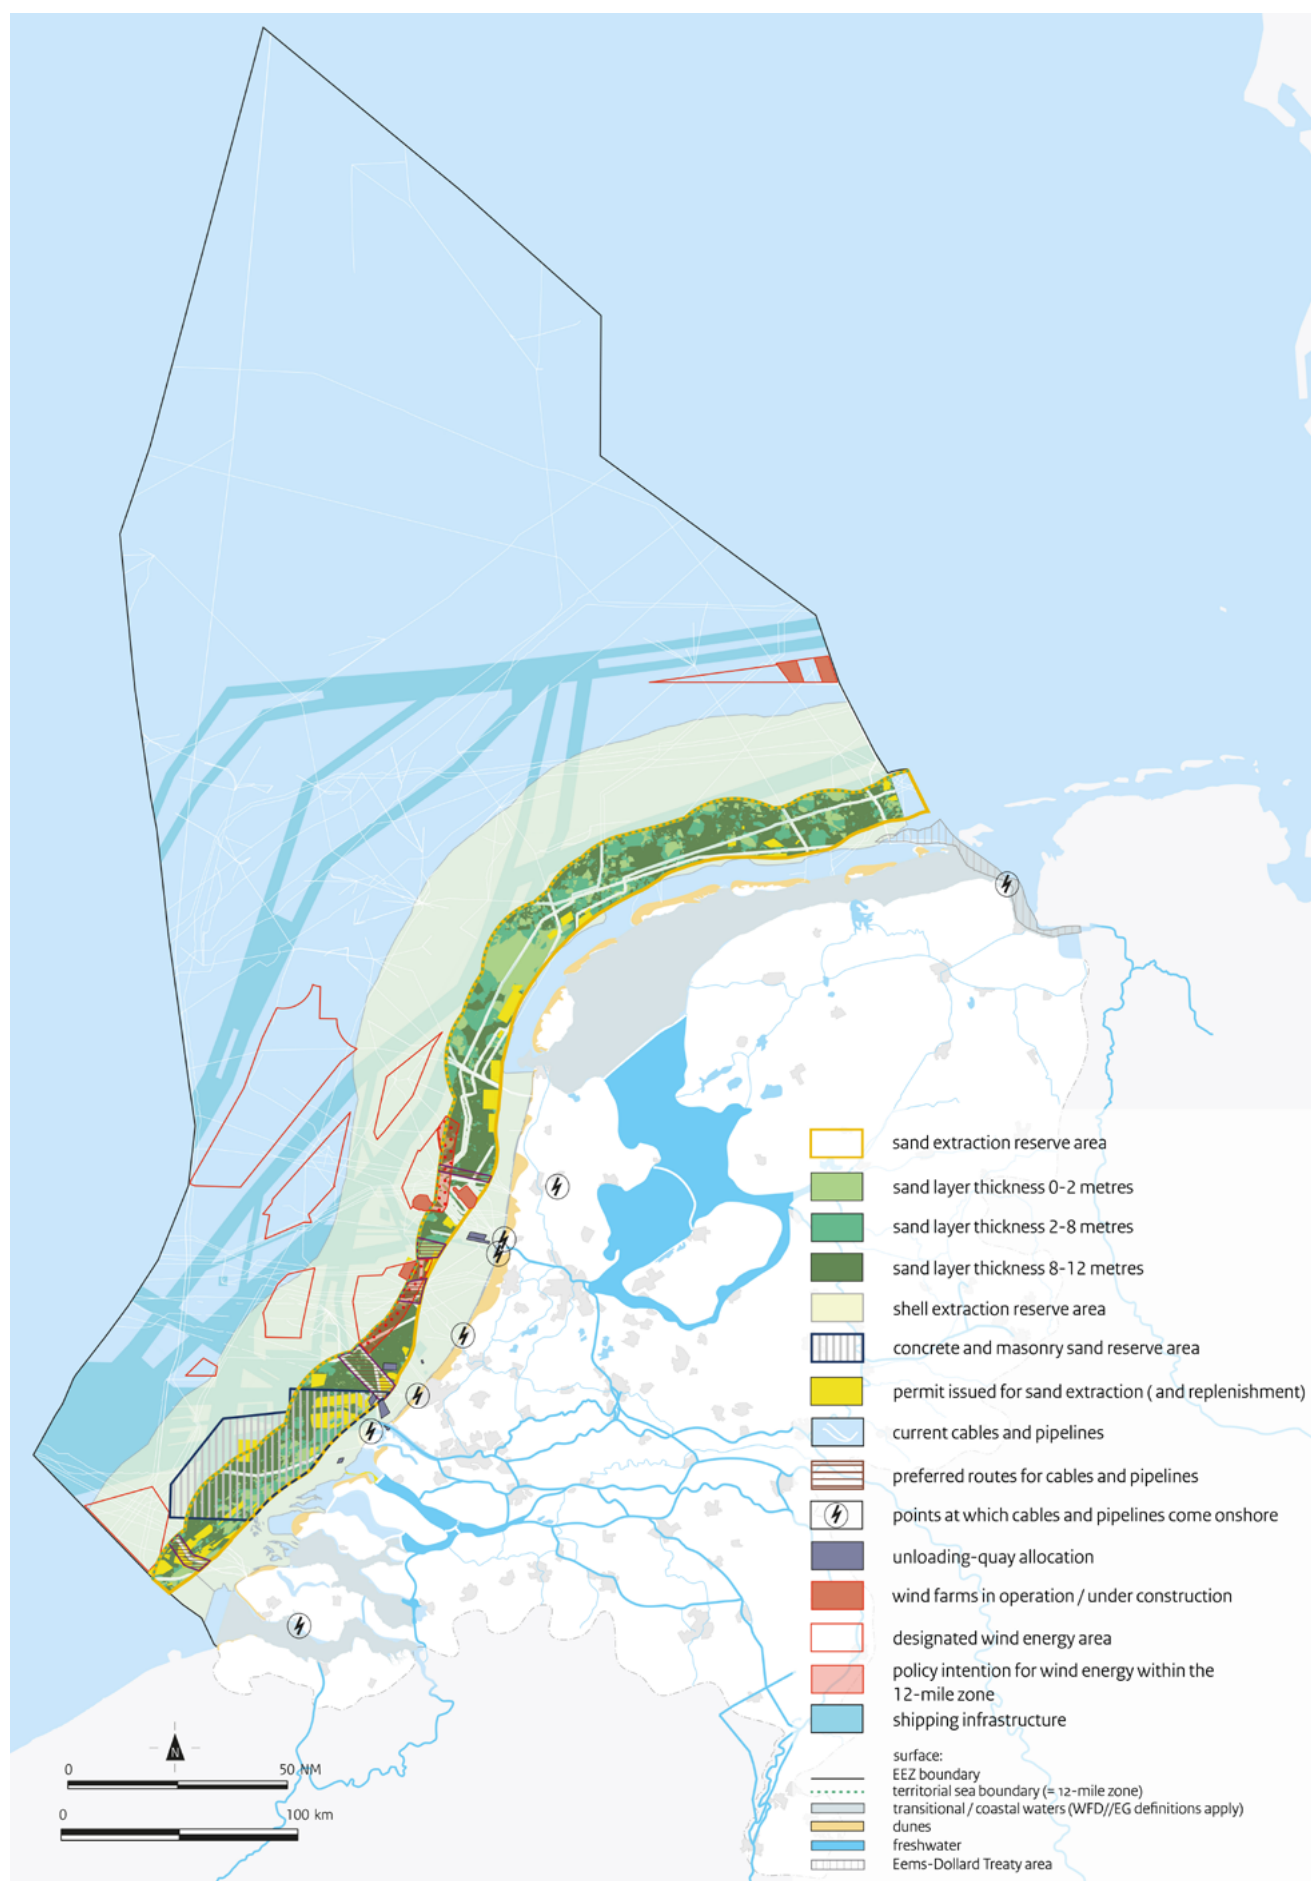 sand extraction reserve area
sand layer thickness 0-2 metres
sand layer thickness 2-8 metres
sand layer thickness 8-12 metres
shell extraction reserve area
concrete and masonry sand reserve area
permit issued for sand extraction ( and replenishment)
current cables and pipelines
preferred routes for cables and pipelines
points at which cables and pipelines come onshore
unloading-quay allocation
wind farms in operation / under construction
designated wind energy area
policy intention for wind energy within the
12-mile zone
shipping infrastructure
surface:
EEZ boundary
territorial sea boundary (= 12-mile zone)
transitional / coastal waters (WFD//EG definitions apply)
dunes
freshwater
Eems-Dollard Treaty area
N
0 50 NM
0 100 km